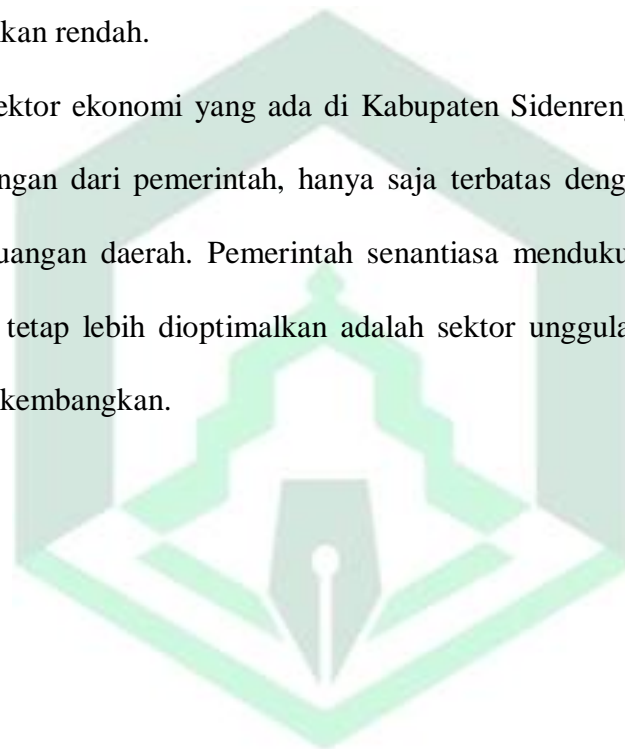 kan rendah.
ektor ekonomi yang ada di Kabupaten Sidenren
ngan dari pemerintah, hanya saja terbatas deng
uangan daerah. Pemerintah senantiasa menduku
tetap lebih dioptimalkan adalah sektor unggula
kembangkan.